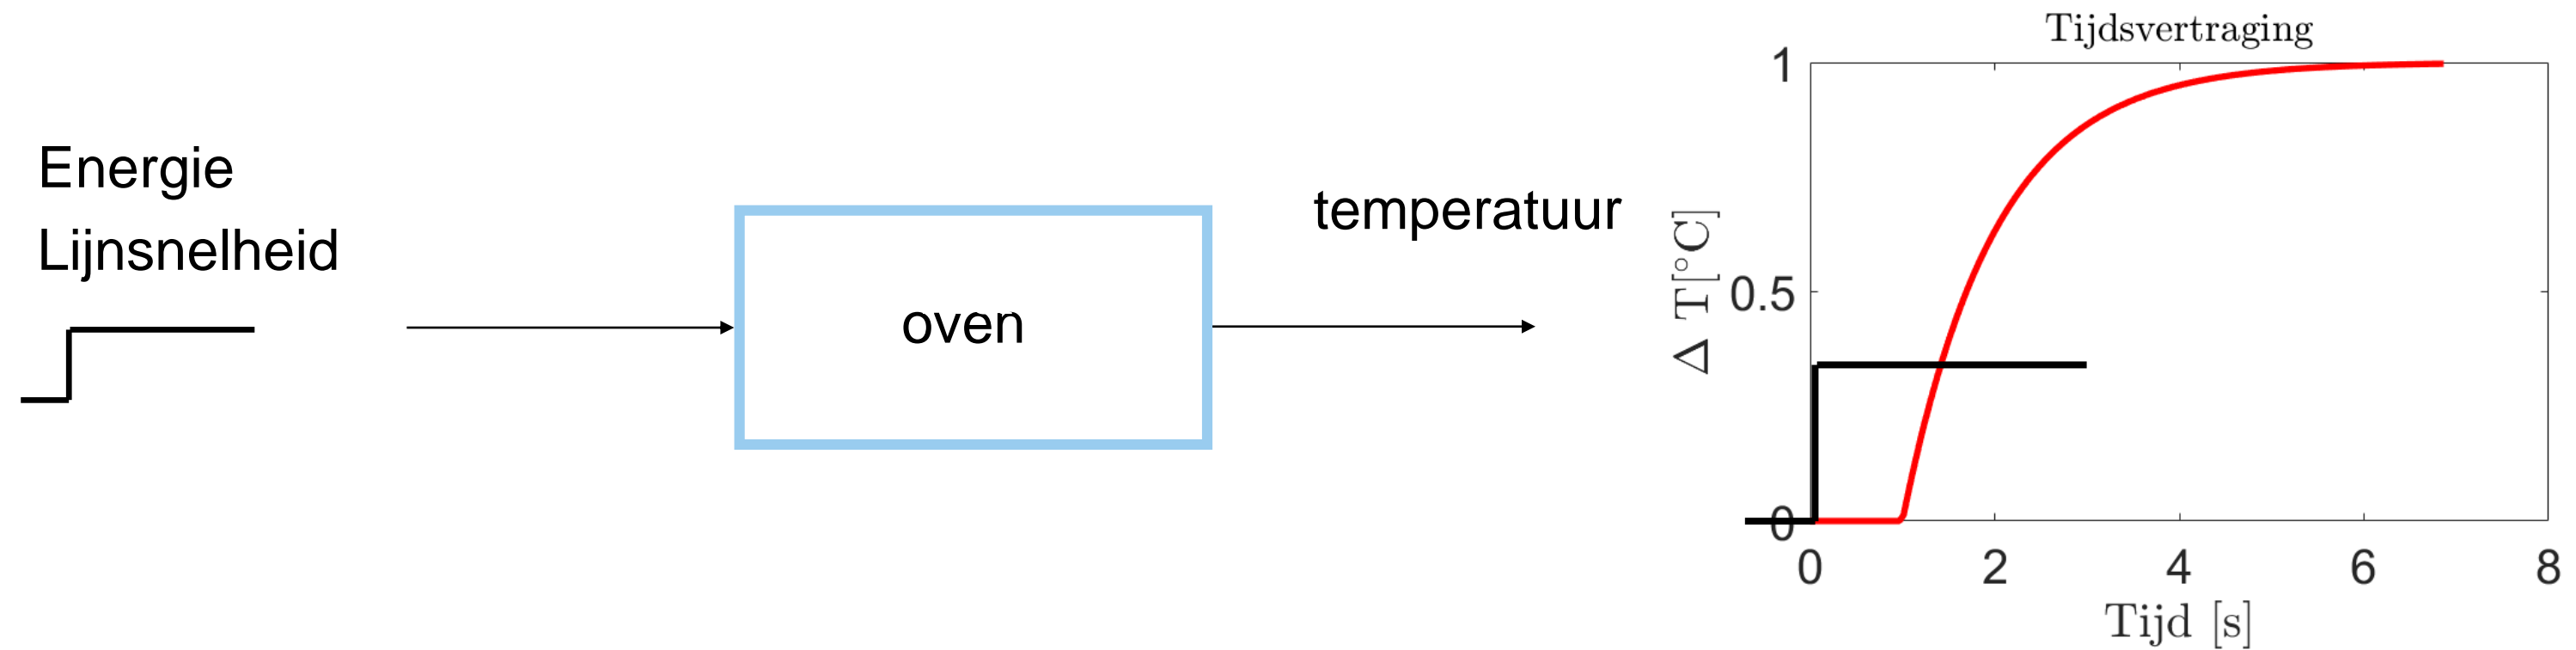 Energie
Lijnsnelheid
oven
temperatuur
Tijdsvertraging
Δ T[°C]
1
0.5
0
0 2 4 6 8
Tijd [s]